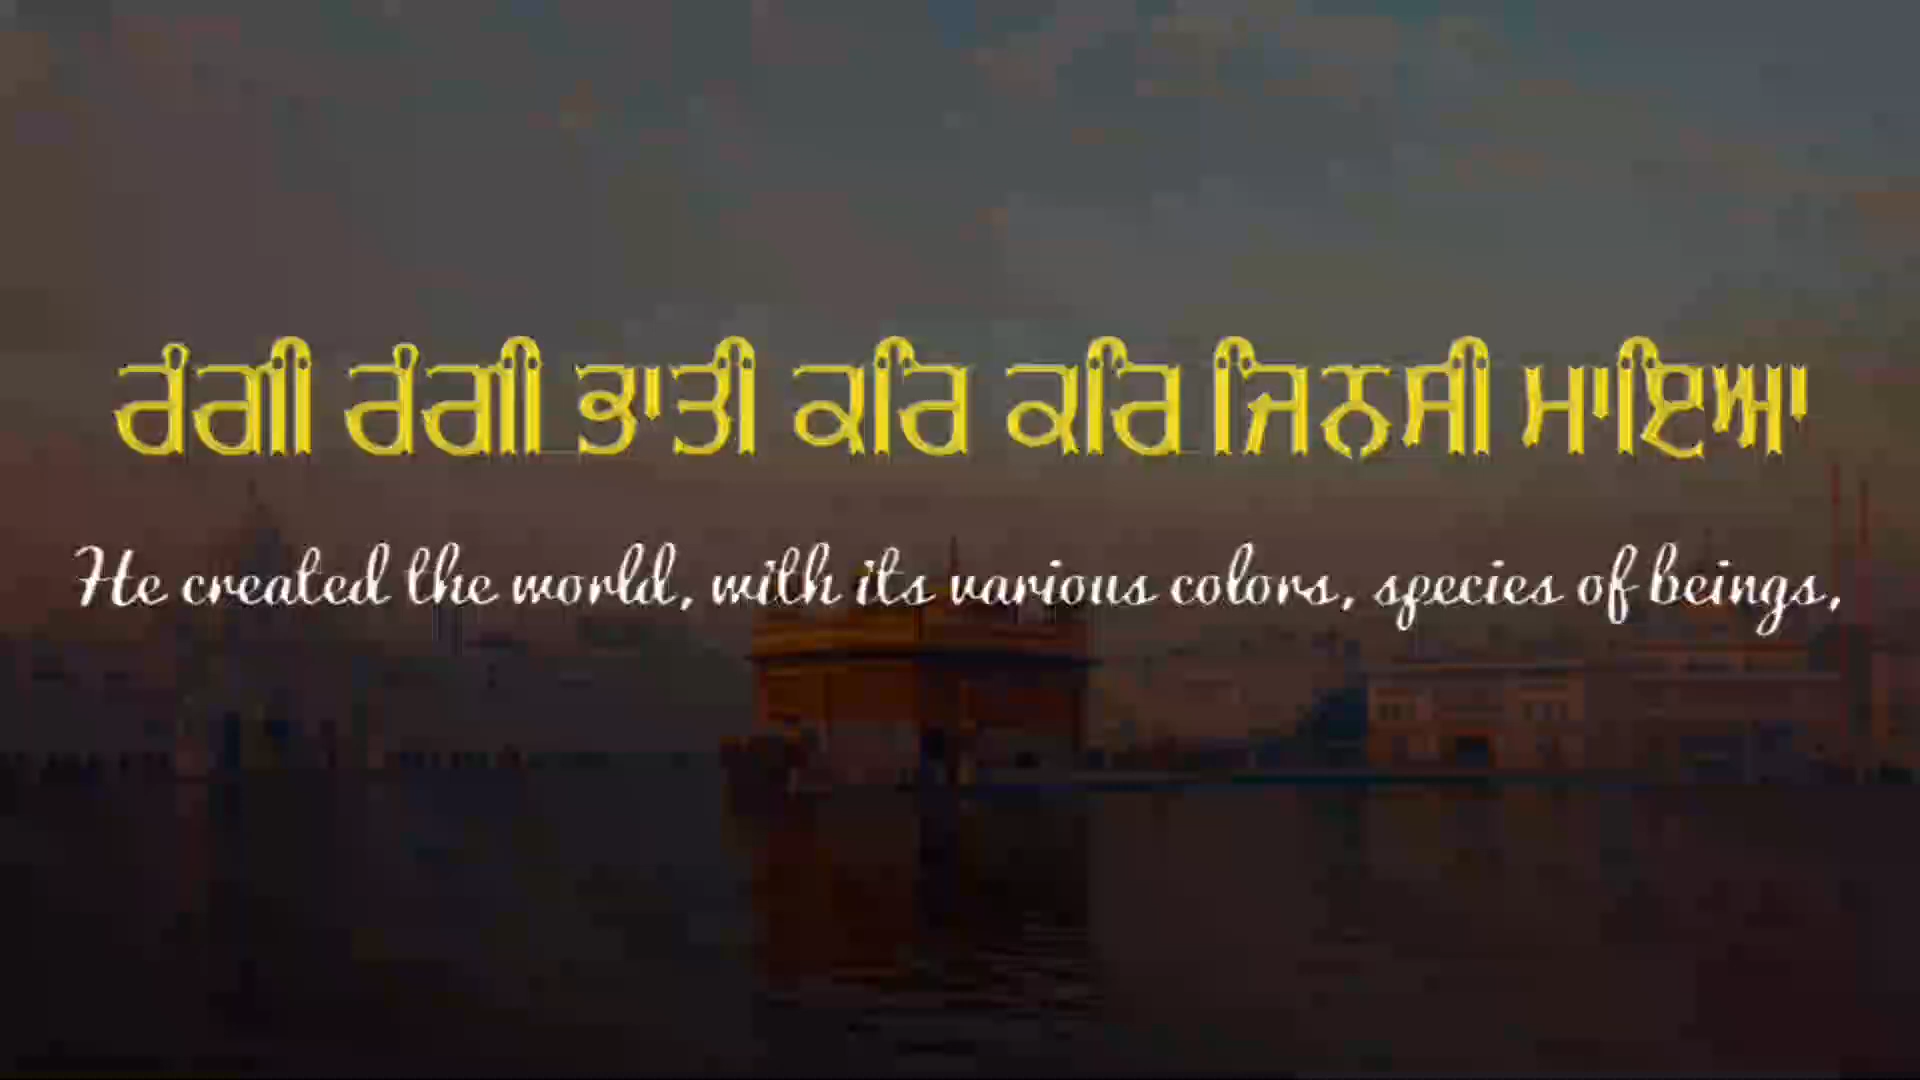 ਰੰਗੀ ਰੰਗੀ ਭਾਤੀ ਕਰਿ ਕਰਿ ਜਿਨਸੀ ਮਾਇਆ
He created the world, with its various colors, species of beings,